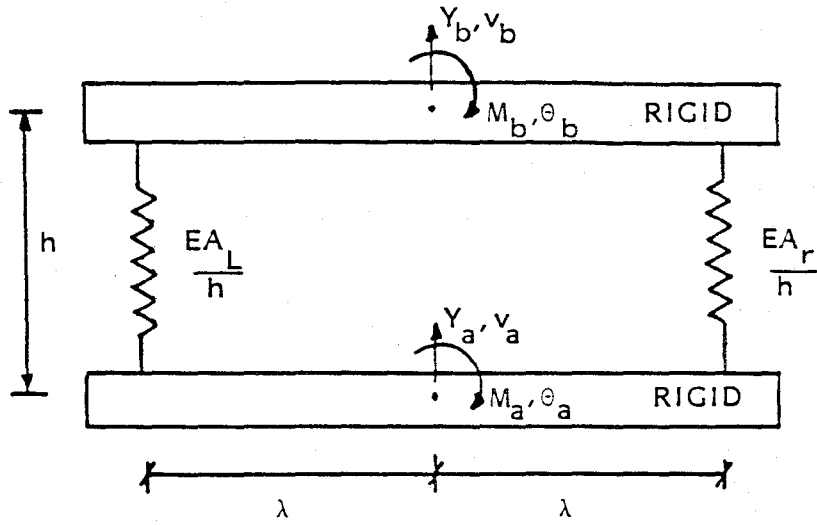 Y_b, v_b
M_b, Θ_b
RIGID
h
EA_L
h
EA_r
h
Y_a, v_a
M_a, Θ_a
RIGID
λ
λ